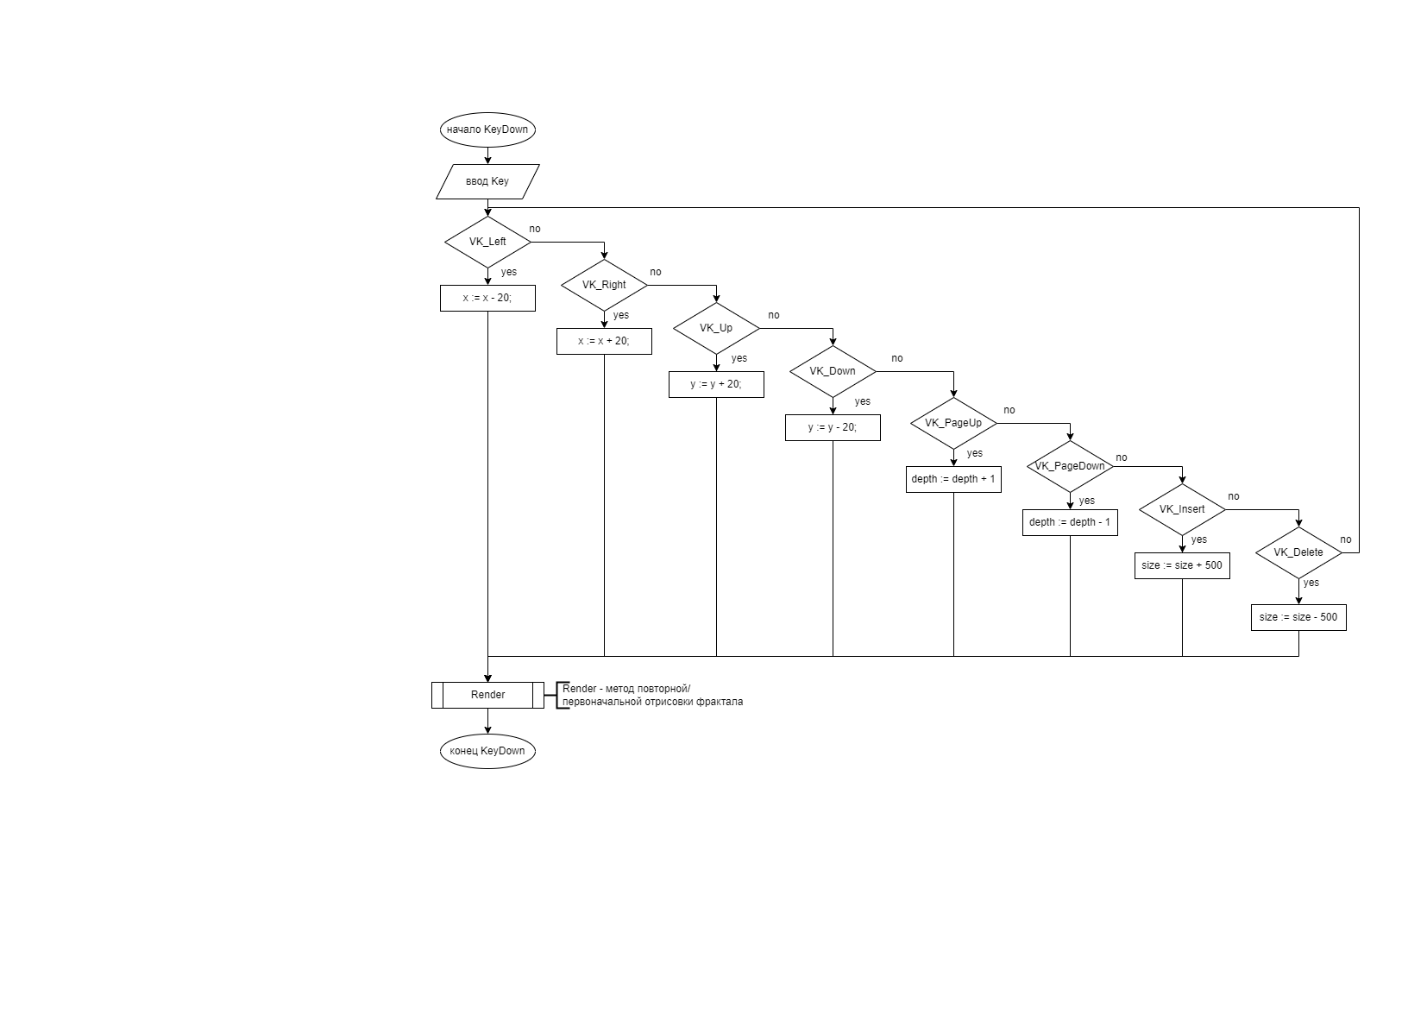 начало KeyDown
ввод Key
VK_Left
no
yes
x := x - 20;
VK_Right
no
yes
x := x + 20;
VK_Up
no
yes
y := y + 20;
VK_Down
no
yes
y := y - 20;
VK_PageUp
no
yes
depth := depth + 1
VK_PageDown
no
yes
depth := depth - 1
VK_Insert
no
yes
size := size + 500
VK_Delete
no
yes
size := size - 500
Render
Render - метод повторной/
первоначальной отрисовки фрактала
конец KeyDown